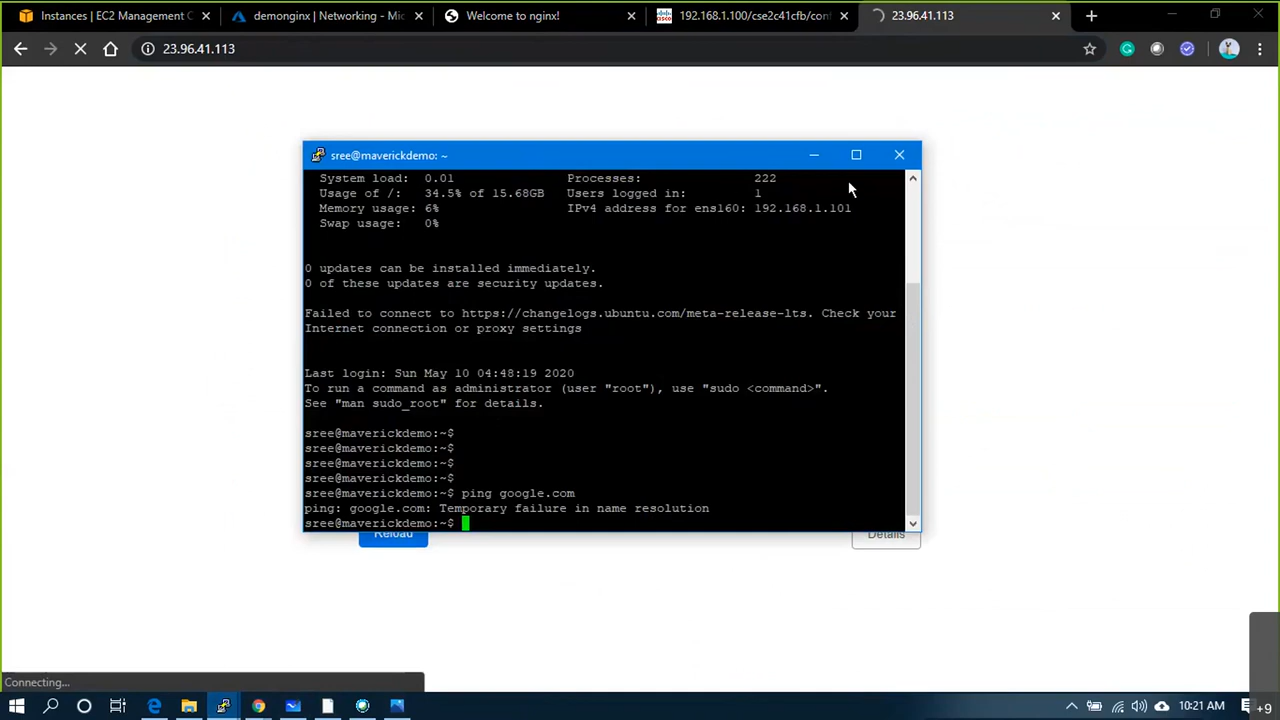 Instances | EC2 Management C
demonginx | Networking - Mic
Welcome to nginx!
192.168.1.100/cse2c41cfb/conf
23.96.41.113
23.96.41.113
sree@maverickdemo: ~
System load: 0.01 Processes: 222
Usage of /: 34.5% of 15.68GB Users logged in: 1
Memory usage: 6% IPv4 address for ens160: 192.168.1.101
Swap usage: 0%
0 updates can be installed immediately.
0 of these updates are security updates.
Failed to connect to https://changelogs.ubuntu.com/meta-release-lts. Check your
Internet connection or proxy settings
Last login: Sun May 10 04:48:19 2020
To run a command as administrator (user "root"), use "sudo <command>".
See "man sudo_root" for details.
sree@maverickdemo:~$
sree@maverickdemo:~$
sree@maverickdemo:~$
sree@maverickdemo:~$
sree@maverickdemo:~$ ping google.com
ping: google.com: Temporary failure in name resolution
sree@maverickdemo:~$
Reload
Details
Connecting...
10:21 AM
+9